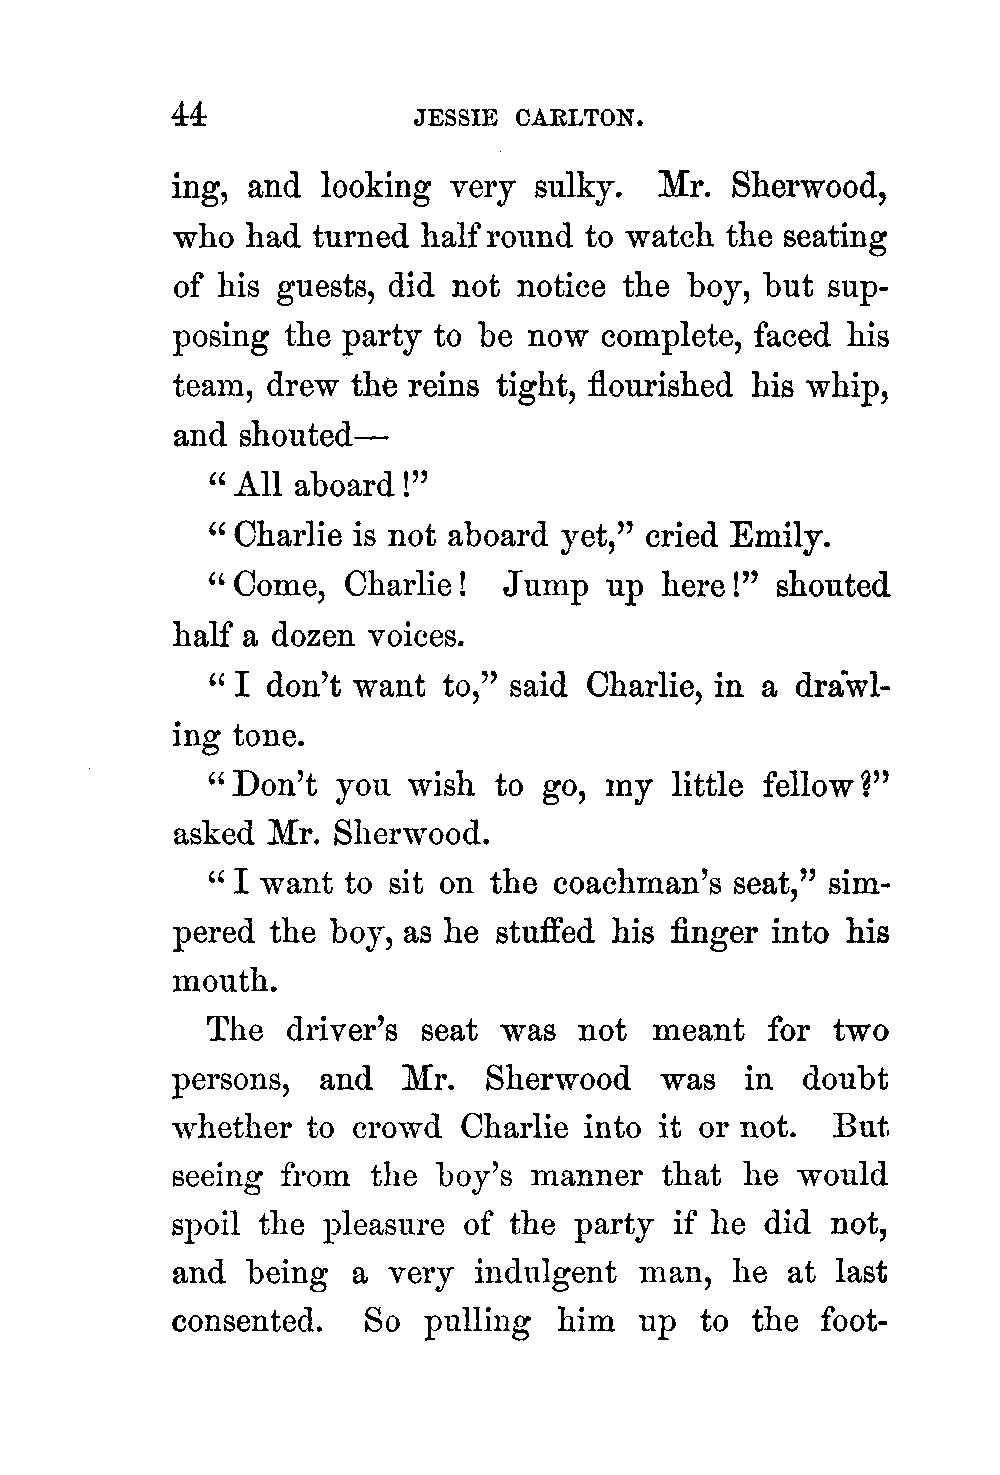 44 JESSIE CARLTON.
ing, and looking very sulky. Mr. Sherwood,
who had turned half round to watch the seating
of his guests, did not notice the boy, but sup-
posing the party to be now complete, faced his
team, drew the reins tight, flourished his whip,
and shouted—
“All aboard!”
“Charlie is not aboard yet,” cried Emily.
“Come, Charlie! Jump up here!” shouted
half a dozen voices.
“I don’t want to,” said Charlie, in a drawl-
ing tone.
“Don’t you wish to go, my little fellow?”
asked Mr. Sherwood.
“I want to sit on the coachman’s seat,” sim-
pered the boy, as he stuffed his finger into his
mouth.
The driver’s seat was not meant for two
persons, and Mr. Sherwood was in doubt
whether to crowd Charlie into it or not. But
seeing from the boy’s manner that he would
spoil the pleasure of the party if he did not,
and being a very indulgent man, he at last
consented. So pulling him up to the foot-